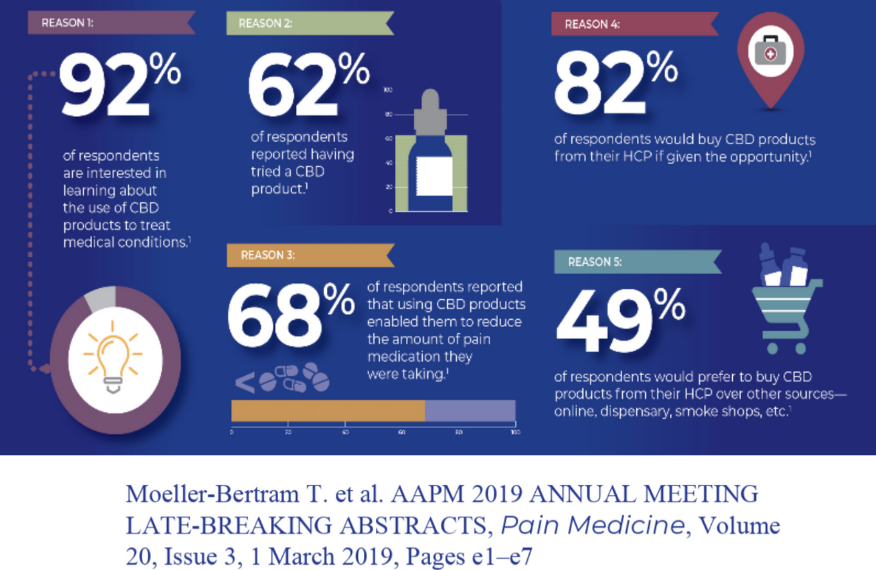 REASON 1:
92%
of respondents
are interested in
learning about
the use of CBD
products to treat
medical conditions.¹
REASON 2:
62%
of respondents
reported having
tried a CBD
product.¹
100
80
60
40
20
0
REASON 3:
68%
of respondents reported
that using CBD products
enabled them to reduce
the amount of pain
medication they
were taking.¹
<
0 20 40 60 80 100
REASON 4:
82%
of respondents would buy CBD products
from their HCP if given the opportunity.¹
REASON 5:
49%
of respondents would prefer to buy CBD
products from their HCP over other sources—
online, dispensary, smoke shops, etc.¹
Moeller-Bertram T. et al. AAPM 2019 ANNUAL MEETING
LATE-BREAKING ABSTRACTS, Pain Medicine, Volume
20, Issue 3, 1 March 2019, Pages e1–e7